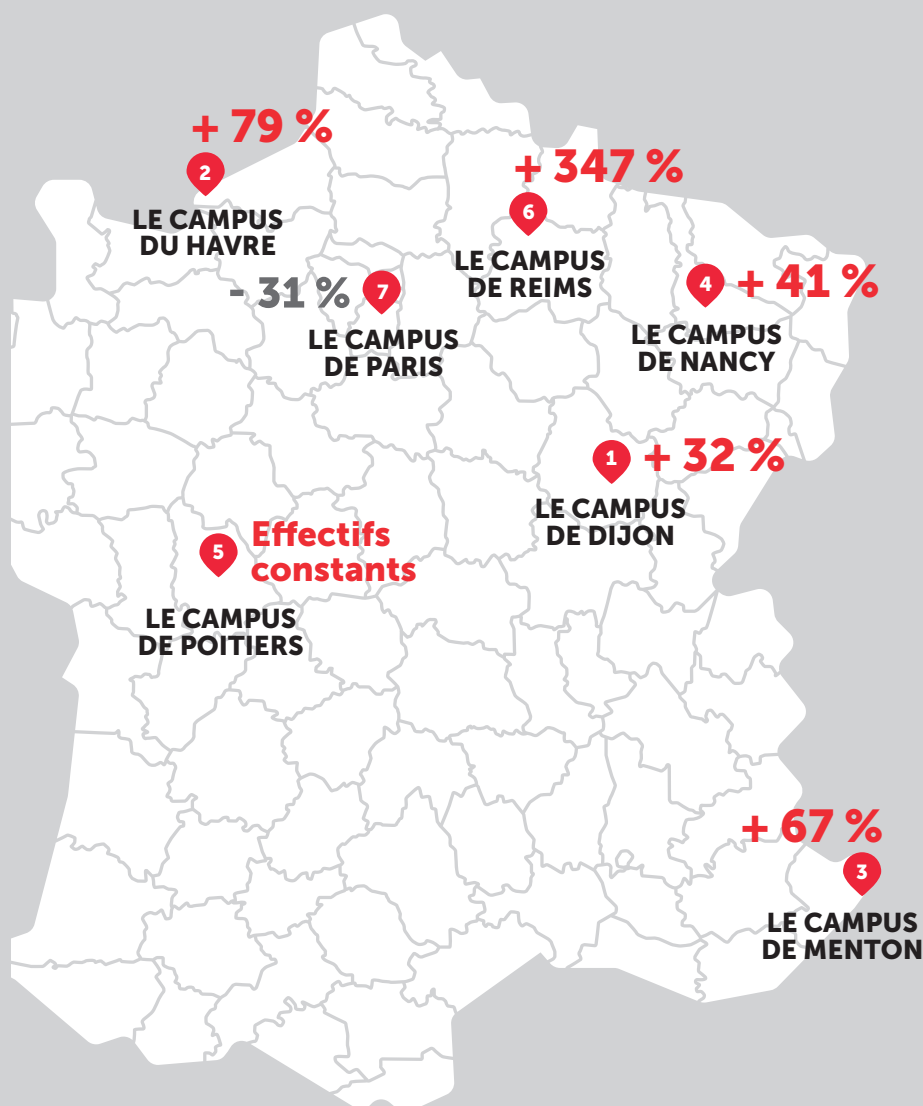 + 79 %
2
LE CAMPUS
DU HAVRE
+ 347 %
6
LE CAMPUS
DE REIMS
- 31 %
7
LE CAMPUS
DE PARIS
4
+ 41 %
LE CAMPUS
DE NANCY
1
+ 32 %
LE CAMPUS
DE DIJON
5
Effectifs
constants
LE CAMPUS
DE POITIERS
+ 67 %
3
LE CAMPUS
DE MENTON